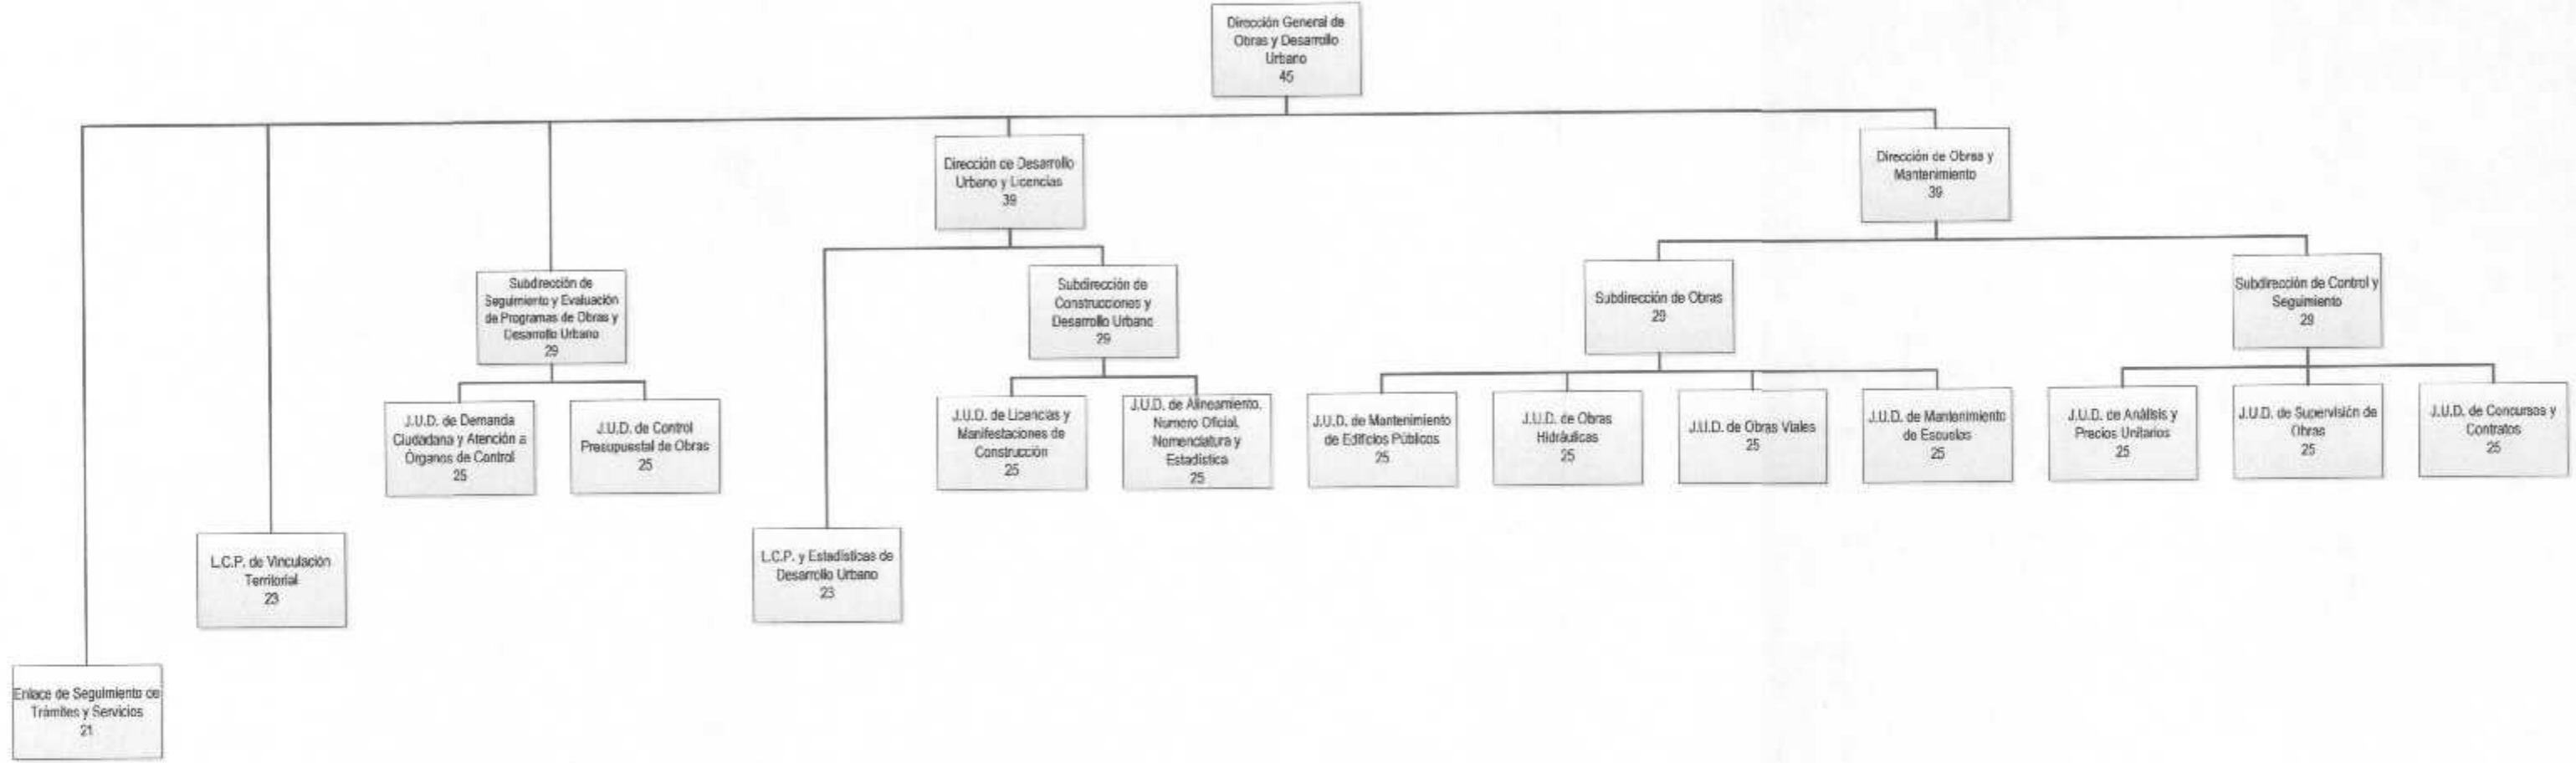 Dirección General de
Obras y Desarrollo
Urbano
45
Dirección de Desarrollo
Urbano y Licencias
39
Dirección de Obras y
Mantenimiento
39
Subdirección de
Seguimiento y Evaluación
de Programas de Obras y
Desarrollo Urbano
29
Subdirección de
Construcciones y
Desarrollo Urbano
29
Subdirección de Obras
29
Subdirección de Control y
Seguimiento
29
J.U.D. de Demanda
Ciudadana y Atención a
Órganos de Control
25
J.U.D. de Control
Presupuestal de Obras
25
J.U.D. de Licencias y
Manifestaciones de
Construcción
25
J.U.D. de Alineamiento,
Numero Oficial,
Nomenclatura y
Estadística
25
J.U.D. de Mantenimiento
de Edificios Públicos
25
J.U.D. de Obras
Hidráulicas
25
J.U.D. de Obras Viales
25
J.U.D. de Mantenimiento
de Escuelas
25
J.U.D. de Análisis y
Precios Unitarios
25
J.U.D. de Supervisión de
Obras
25
J.U.D. de Concursos y
Contratos
25
L.C.P. de Vinculación
Territorial
23
L.C.P. y Estadísticas de
Desarrollo Urbano
23
Enlace de Seguimiento de
Trámites y Servicios
21